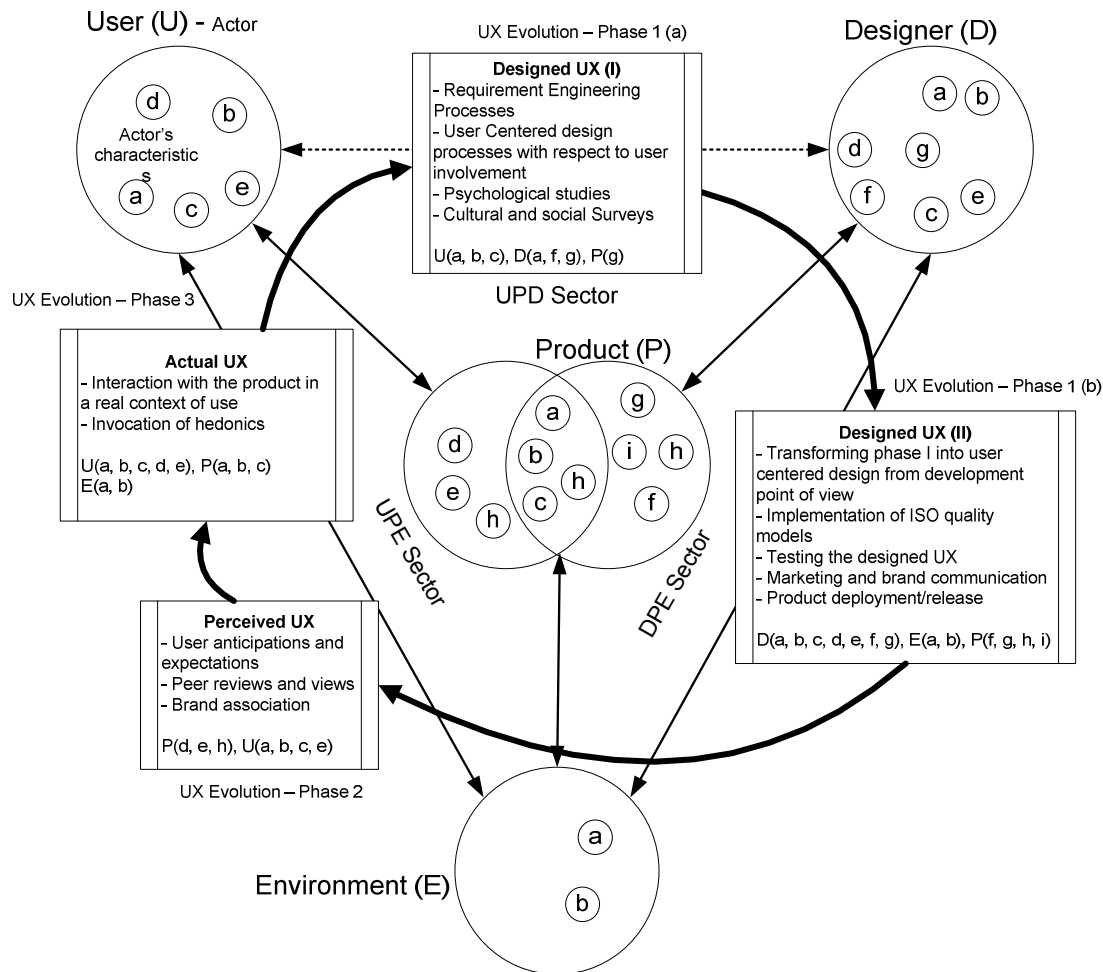 User (U) - Actor
UX Evolution – Phase 1 (a)
Designer (D)
Designed UX (I)
- Requirement Engineering
Processes
- User Centered design
processes with respect to user
involvement
- Psychological studies
- Cultural and social Surveys
U(a, b, c), D(a, f, g), P(g)
UPD Sector
d
b
Actor's
characteristic
s
a
c
e
a
b
d
g
f
c
e
UX Evolution – Phase 3
Actual UX
- Interaction with the product in
a real context of use
- Invocation of hedonics
U(a, b, c, d, e), P(a, b, c)
E(a, b)
Product (P)
d
e
h
a
b
h
c
g
i
h
f
UPE Sector
DPE Sector
UX Evolution – Phase 1 (b)
Designed UX (II)
- Transforming phase I into user
centered design from development
point of view
- Implementation of ISO quality
models
- Testing the designed UX
- Marketing and brand communication
- Product deployment/release
D(a, b, c, d, e, f, g), E(a, b), P(f, g, h, i)
Perceived UX
- User anticipations and
expectations
- Peer reviews and views
- Brand association
P(d, e, h), U(a, b, c, e)
UX Evolution – Phase 2
Environment (E)
a
b